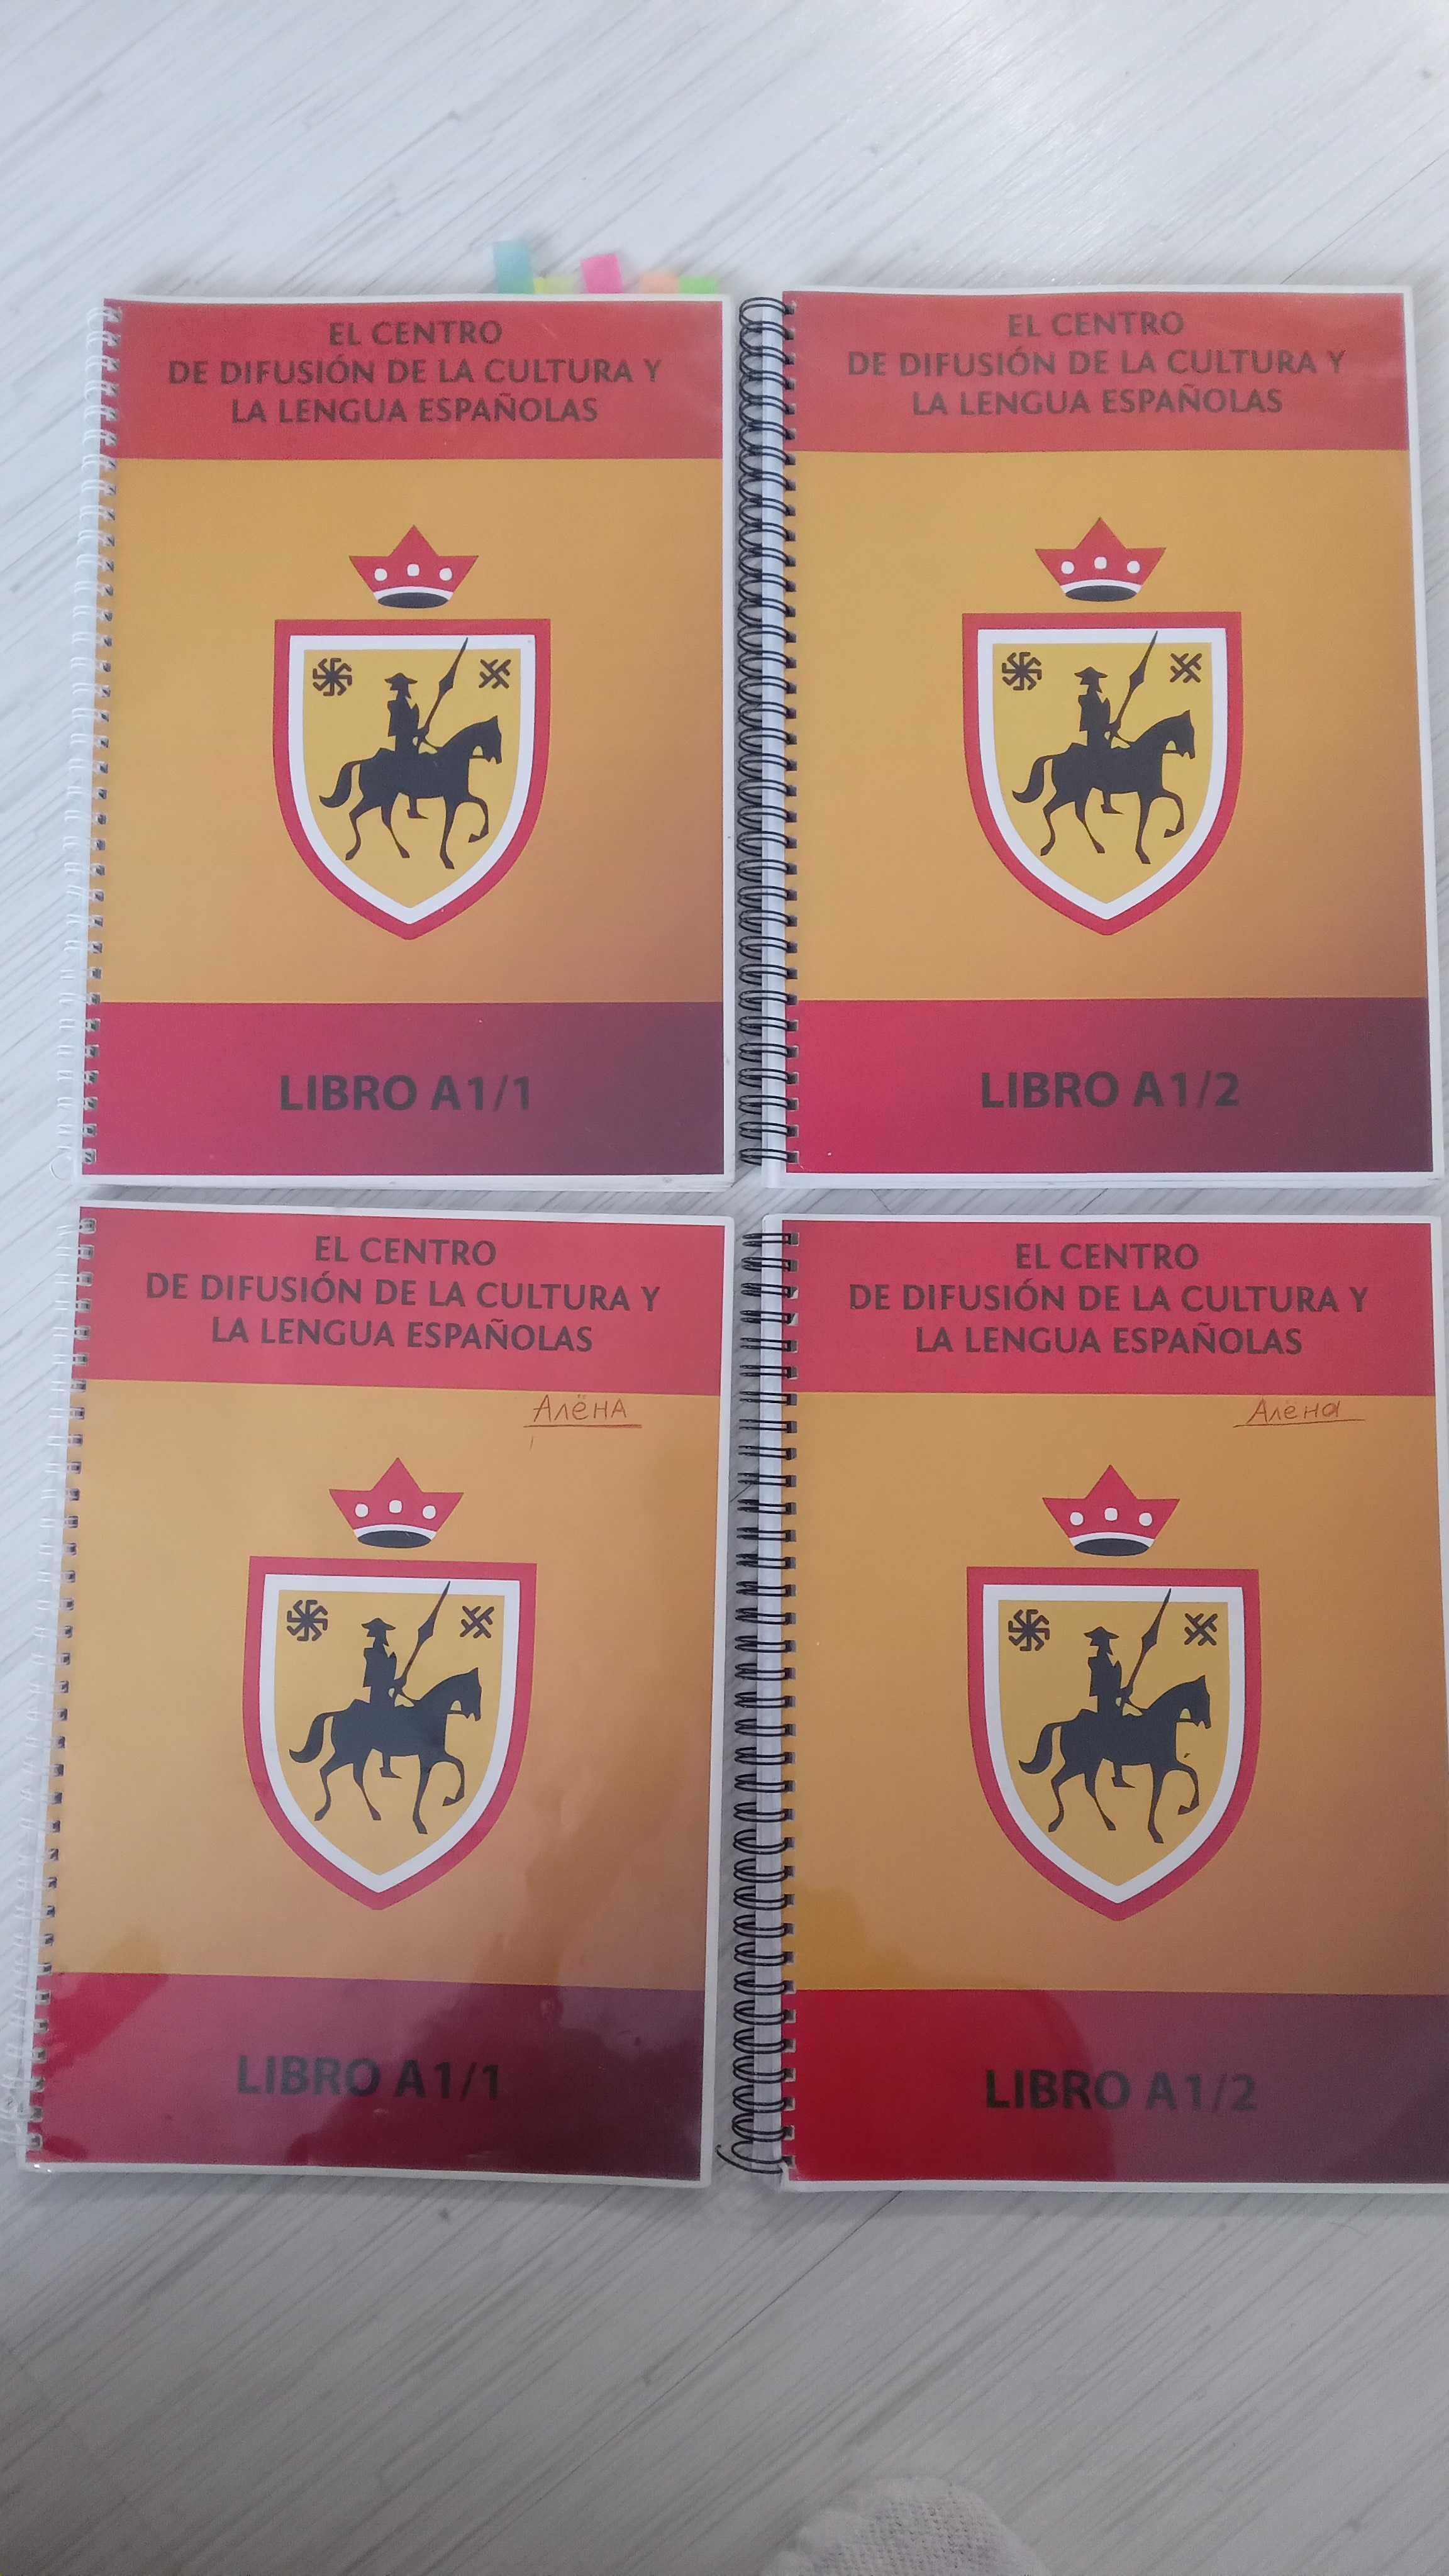 EL CENTRO
DE DIFUSIÓN DE LA CULTURA Y
LA LENGUA ESPAÑOLAS
LIBRO A1/1
EL CENTRO
DE DIFUSIÓN DE LA CULTURA Y
LA LENGUA ESPAÑOLAS
LIBRO A1/2
EL CENTRO
DE DIFUSIÓN DE LA CULTURA Y
LA LENGUA ESPAÑOLAS
АЛЁНА
LIBRO A1/1
EL CENTRO
DE DIFUSIÓN DE LA CULTURA Y
LA LENGUA ESPAÑOLAS
Алёна
LIBRO A1/2